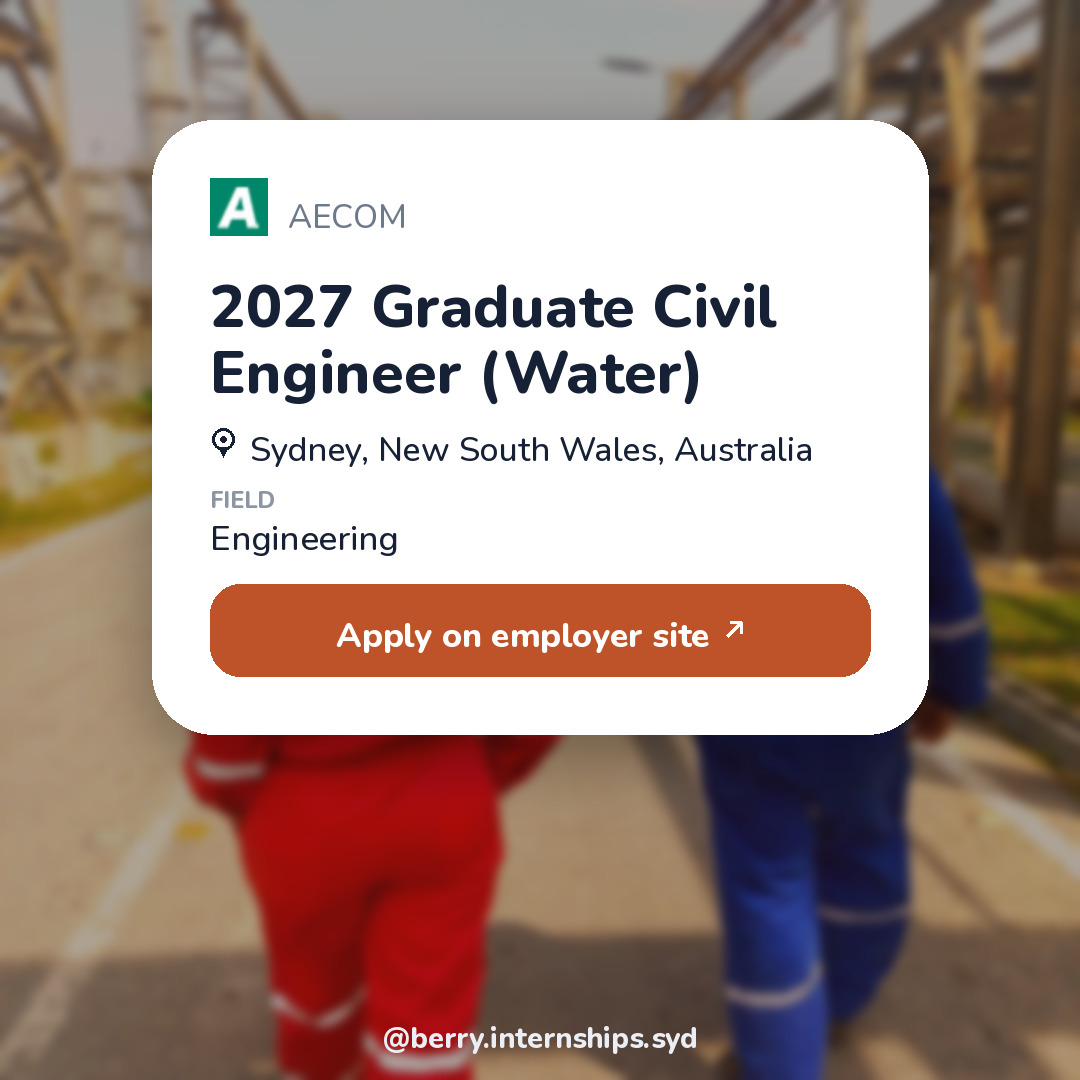 A AECOM
2027 Graduate Civil
Engineer (Water)
Sydney, New South Wales, Australia
FIELD
Engineering
Apply on employer site
@berry.internships.syd